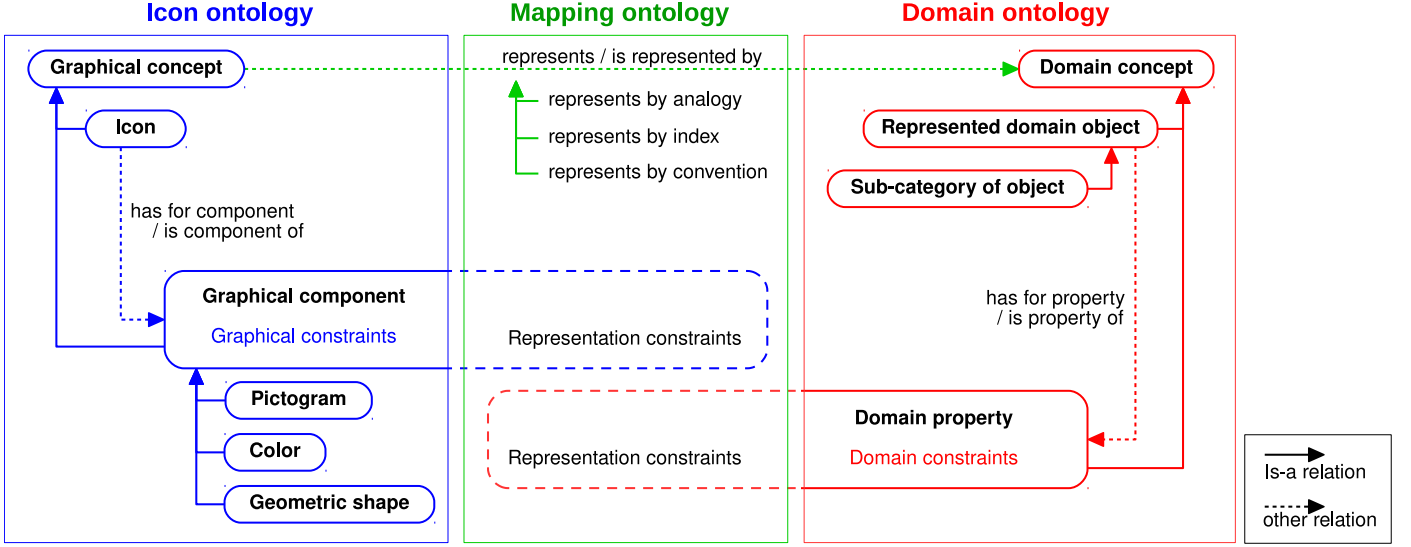 Icon ontology
Mapping ontology
Domain ontology
Graphical concept
Icon
has for component
/ is component of
Graphical component
Graphical constraints
Pictogram
Color
Geometric shape
represents / is represented by
represents by analogy
represents by index
represents by convention
Representation constraints
Representation constraints
Domain concept
Represented domain object
Sub-category of object
has for property
/ is property of
Domain property
Domain constraints
Is-a relation
other relation